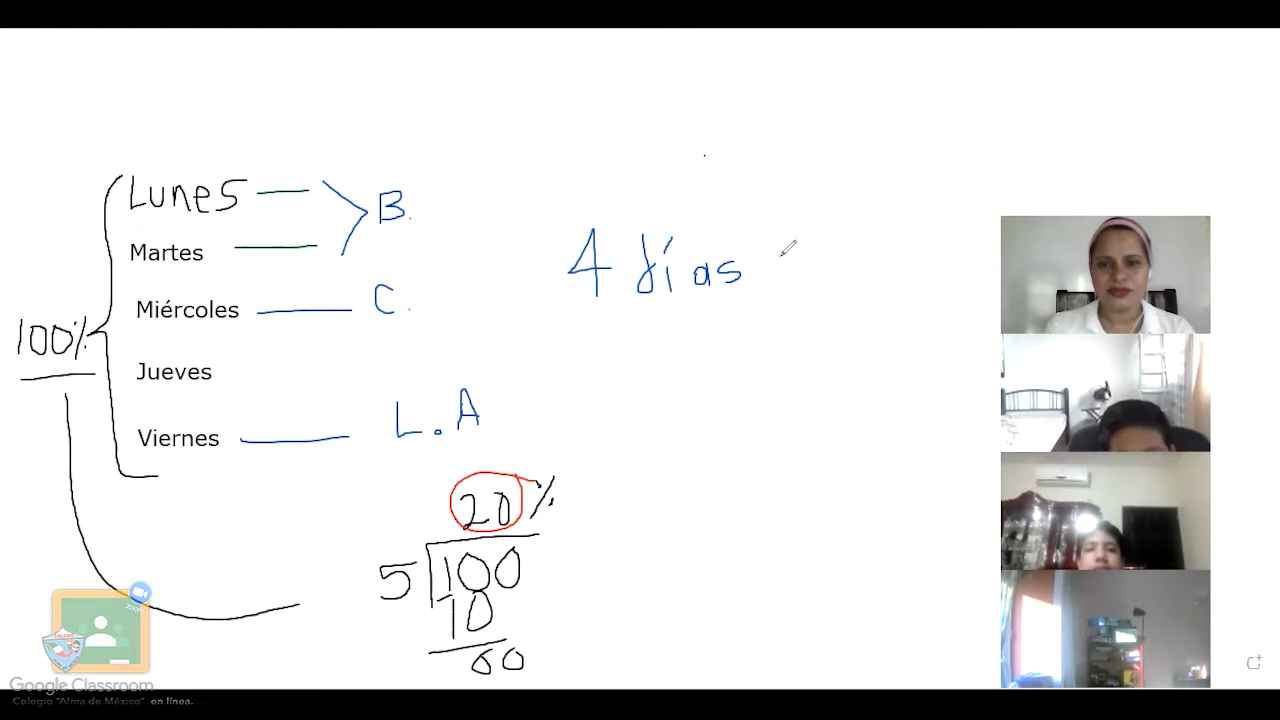 Lunes
B.
Martes
4 días
Miércoles
C.
100%
Jueves
Viernes
L.A
20%
5 100
10
00
zoom
Google Classroom
Colegio "Alma de México" en línea.